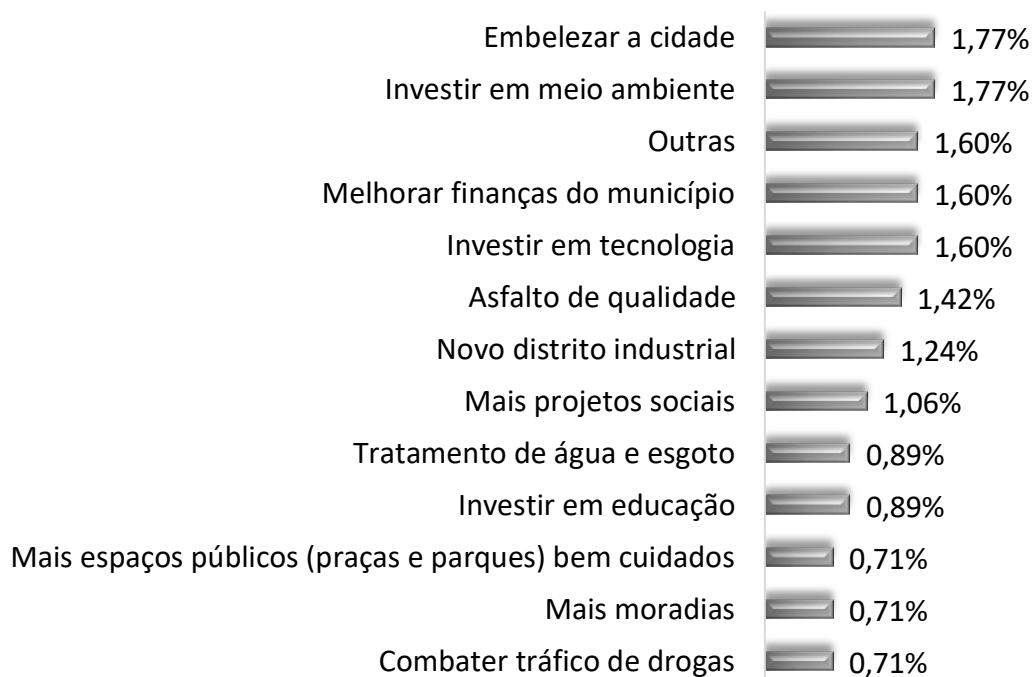 Embelezar a cidade 1,77%
Investir em meio ambiente 1,77%
Outras 1,60%
Melhorar finanças do município 1,60%
Investir em tecnologia 1,60%
Asfalto de qualidade 1,42%
Novo distrito industrial 1,24%
Mais projetos sociais 1,06%
Tratamento de água e esgoto 0,89%
Investir em educação 0,89%
Mais espaços públicos (praças e parques) bem cuidados 0,71%
Mais moradias 0,71%
Combater tráfico de drogas 0,71%